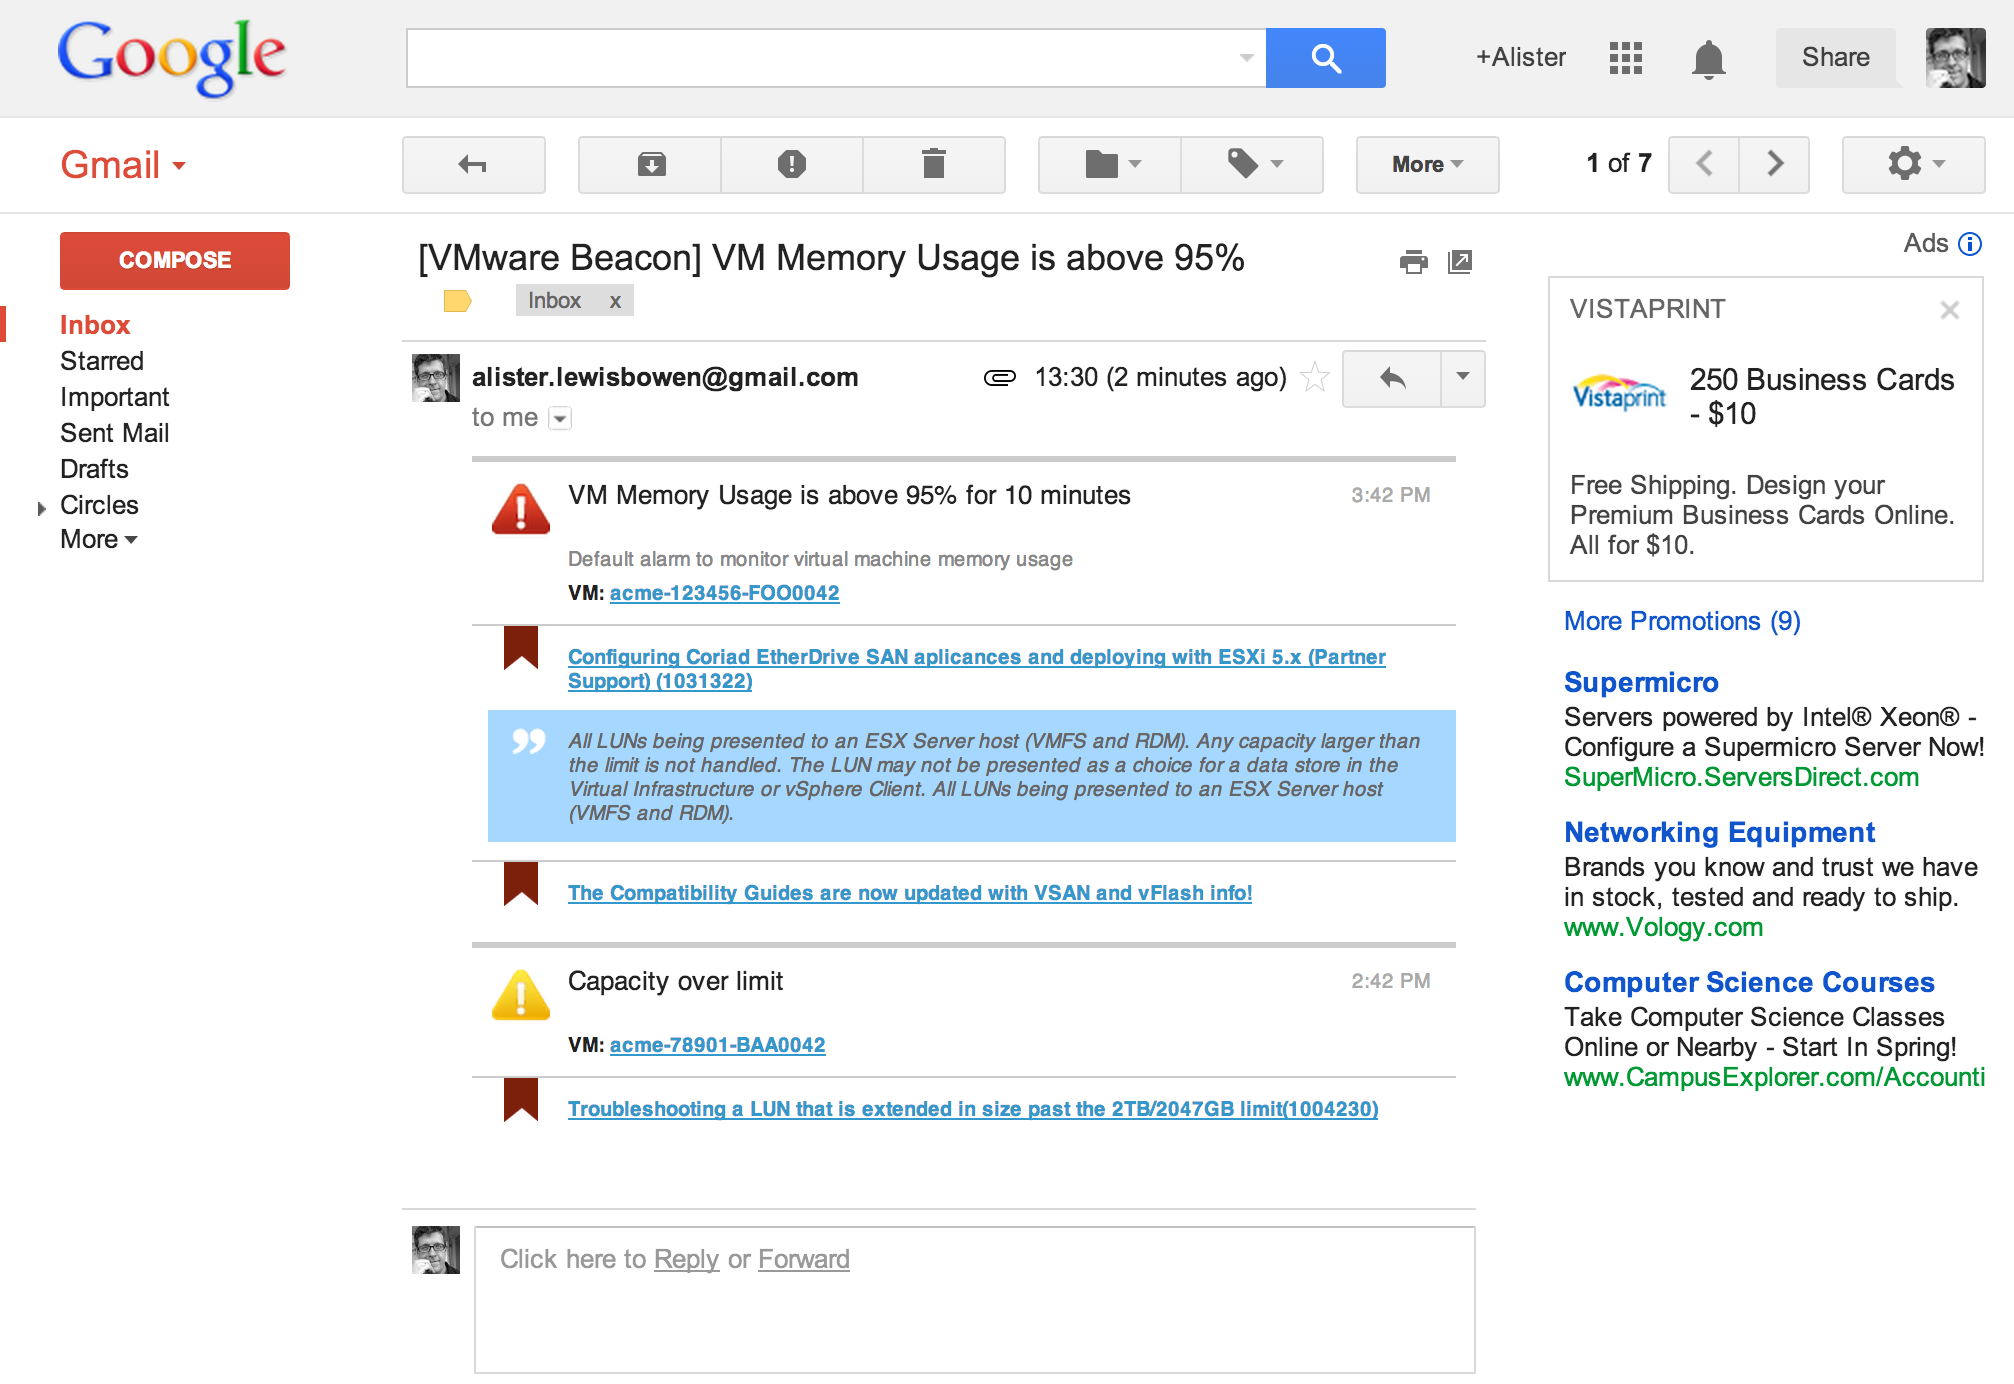 Google
+Alister
Share
Gmail
More
1 of 7
COMPOSE
Inbox
Starred
Important
Sent Mail
Drafts
Circles
More
[VMware Beacon] VM Memory Usage is above 95%
Inbox x
alister.lewisbowen@gmail.com
13:30 (2 minutes ago)
to me
VM Memory Usage is above 95% for 10 minutes
3:42 PM
Default alarm to monitor virtual machine memory usage
VM: acme-123456-FOO0042
Configuring Coriad EtherDrive SAN aplicances and deploying with ESXi 5.x (Partner
Support) (1031322)
All LUNs being presented to an ESX Server host (VMFS and RDM). Any capacity larger than
the limit is not handled. The LUN may not be presented as a choice for a data store in the
Virtual Infrastructure or vSphere Client. All LUNs being presented to an ESX Server host
(VMFS and RDM).
The Compatibility Guides are now updated with VSAN and vFlash info!
Capacity over limit
2:42 PM
VM: acme-78901-BAA0042
Troubleshooting a LUN that is extended in size past the 2TB/2047GB limit(1004230)
Click here to Reply or Forward
Ads
VISTAPRINT
Vistaprint
250 Business Cards
- $10
Free Shipping. Design your
Premium Business Cards Online.
All for $10.
More Promotions (9)
Supermicro
Servers powered by Intel® Xeon® -
Configure a Supermicro Server Now!
SuperMicro.ServersDirect.com
Networking Equipment
Brands you know and trust we have
in stock, tested and ready to ship.
www.Vology.com
Computer Science Courses
Take Computer Science Classes
Online or Nearby - Start In Spring!
www.CampusExplorer.com/Accounti